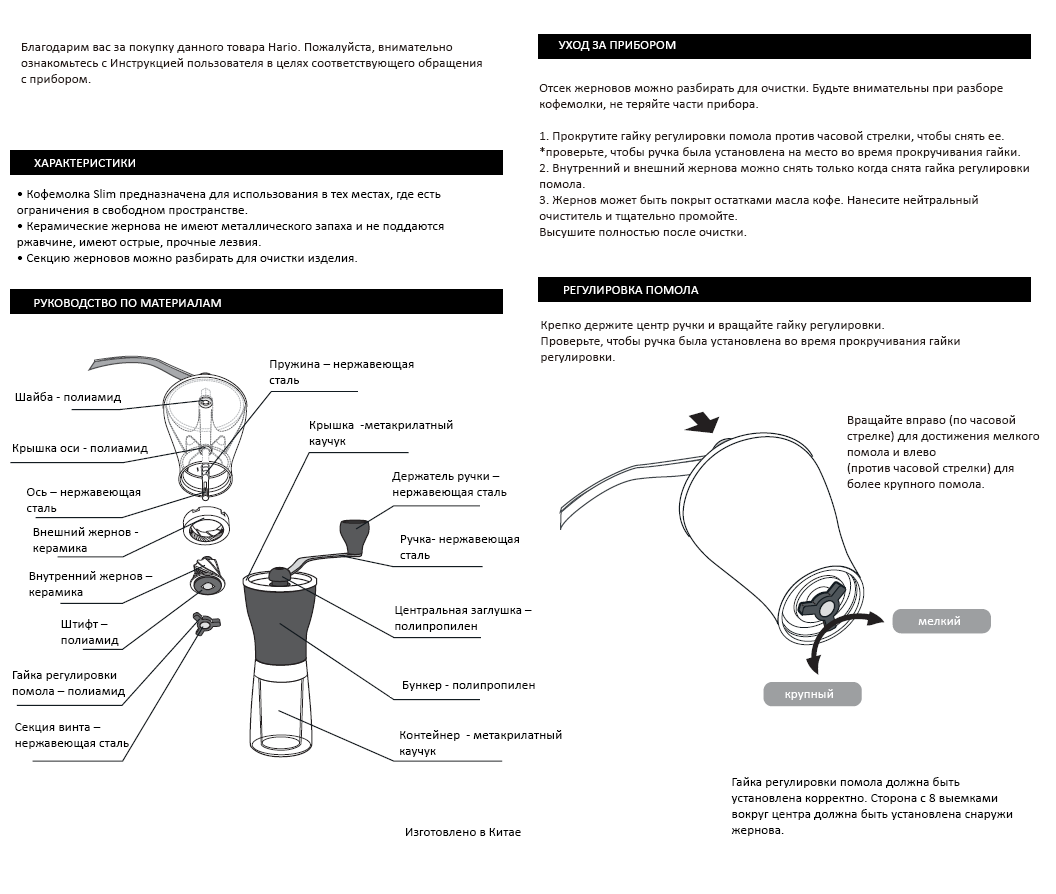 Благодарим вас за покупку данного товара Hario. Пожалуйста, внимательно
ознакомьтесь с Инструкцией пользователя в целях соответствующего обращения
с прибором.
ХАРАКТЕРИСТИКИ
• Кофемолка Slim предназначена для использования в тех местах, где есть
ограничения в свободном пространстве.
• Керамические жернова не имеют металлического запаха и не поддаются
ржавчине, имеют острые, прочные лезвия.
• Секцию жерновов можно разбирать для очистки изделия.
РУКОВОДСТВО ПО МАТЕРИАЛАМ
Пружина – нержавеющая
сталь
Шайба - полиамид
Крышка -метакрилатный
каучук
Крышка оси - полиамид
Держатель ручки –
нержавеющая сталь
Ось – нержавеющая
сталь
Внешний жернов -
керамика
Ручка- нержавеющая
сталь
Внутренний жернов –
керамика
Центральная заглушка –
полипропилен
Штифт –
полиамид
Гайка регулировки
помола – полиамид
Бункер - полипропилен
Секция винта –
нержавеющая сталь
Контейнер - метакрилатный
каучук
Изготовлено в Китае
УХОД ЗА ПРИБОРОМ
Отсек жерновов можно разбирать для очистки. Будьте внимательны при разборе
кофемолки, не теряйте части прибора.
1. Прокрутите гайку регулировки помола против часовой стрелки, чтобы снять ее.
*проверьте, чтобы ручка была установлена на место во время прокручивания гайки.
2. Внутренний и внешний жернова можно снять только когда снята гайка регулировки
помола.
3. Жернов может быть покрыт остатками масла кофе. Нанесите нейтральный
очиститель и тщательно промойте.
Высушите полностью после очистки.
РЕГУЛИРОВКА ПОМОЛА
Крепко держите центр ручки и вращайте гайку регулировки.
Проверьте, чтобы ручка была установлена во время прокручивания гайки
регулировки.
Вращайте вправо (по часовой
стрелке) для достижения мелкого
помола и влево
(против часовой стрелки) для
более крупного помола.
мелкий
крупный
Гайка регулировки помола должна быть
установлена корректно. Сторона с 8 выемками
вокруг центра должна быть установлена снаружи
жернова.